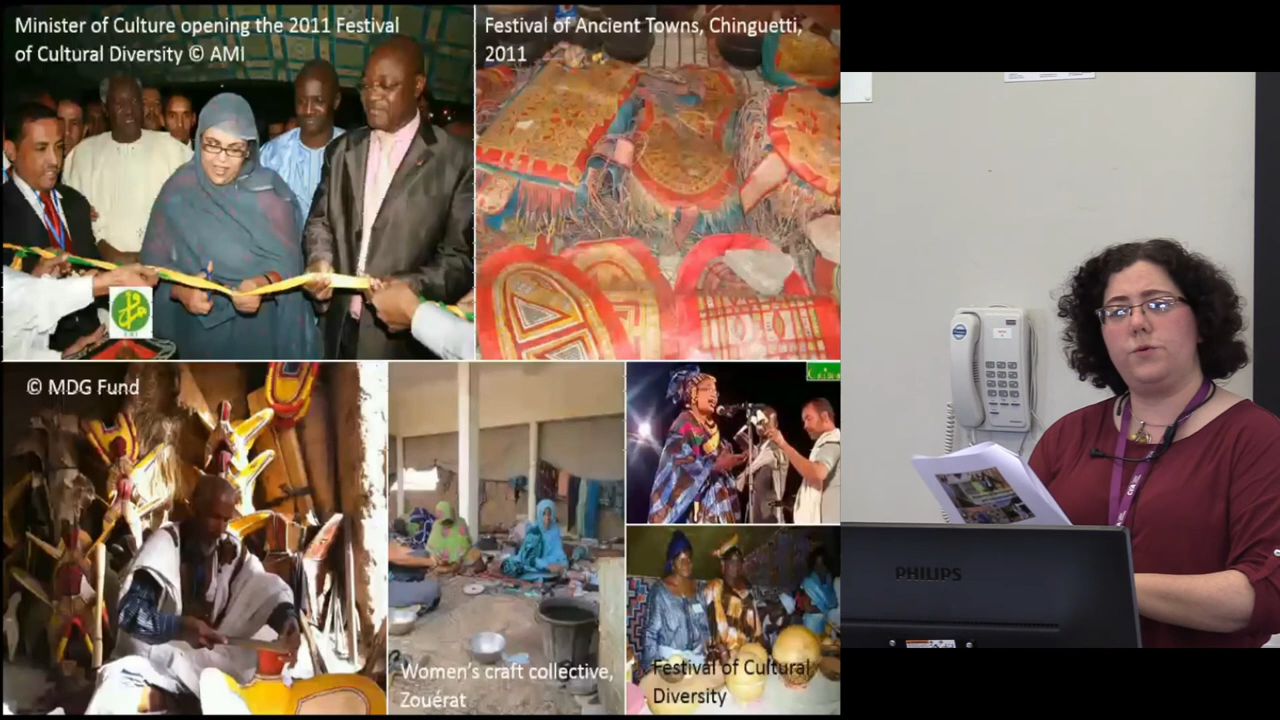 Minister of Culture opening the 2011 Festival
of Cultural Diversity © AMI
Festival of Ancient Towns, Chinguetti,
2011
© MDG Fund
Women's craft collective,
Zouérat
Festival of Cultural
Diversity
PHILIPS